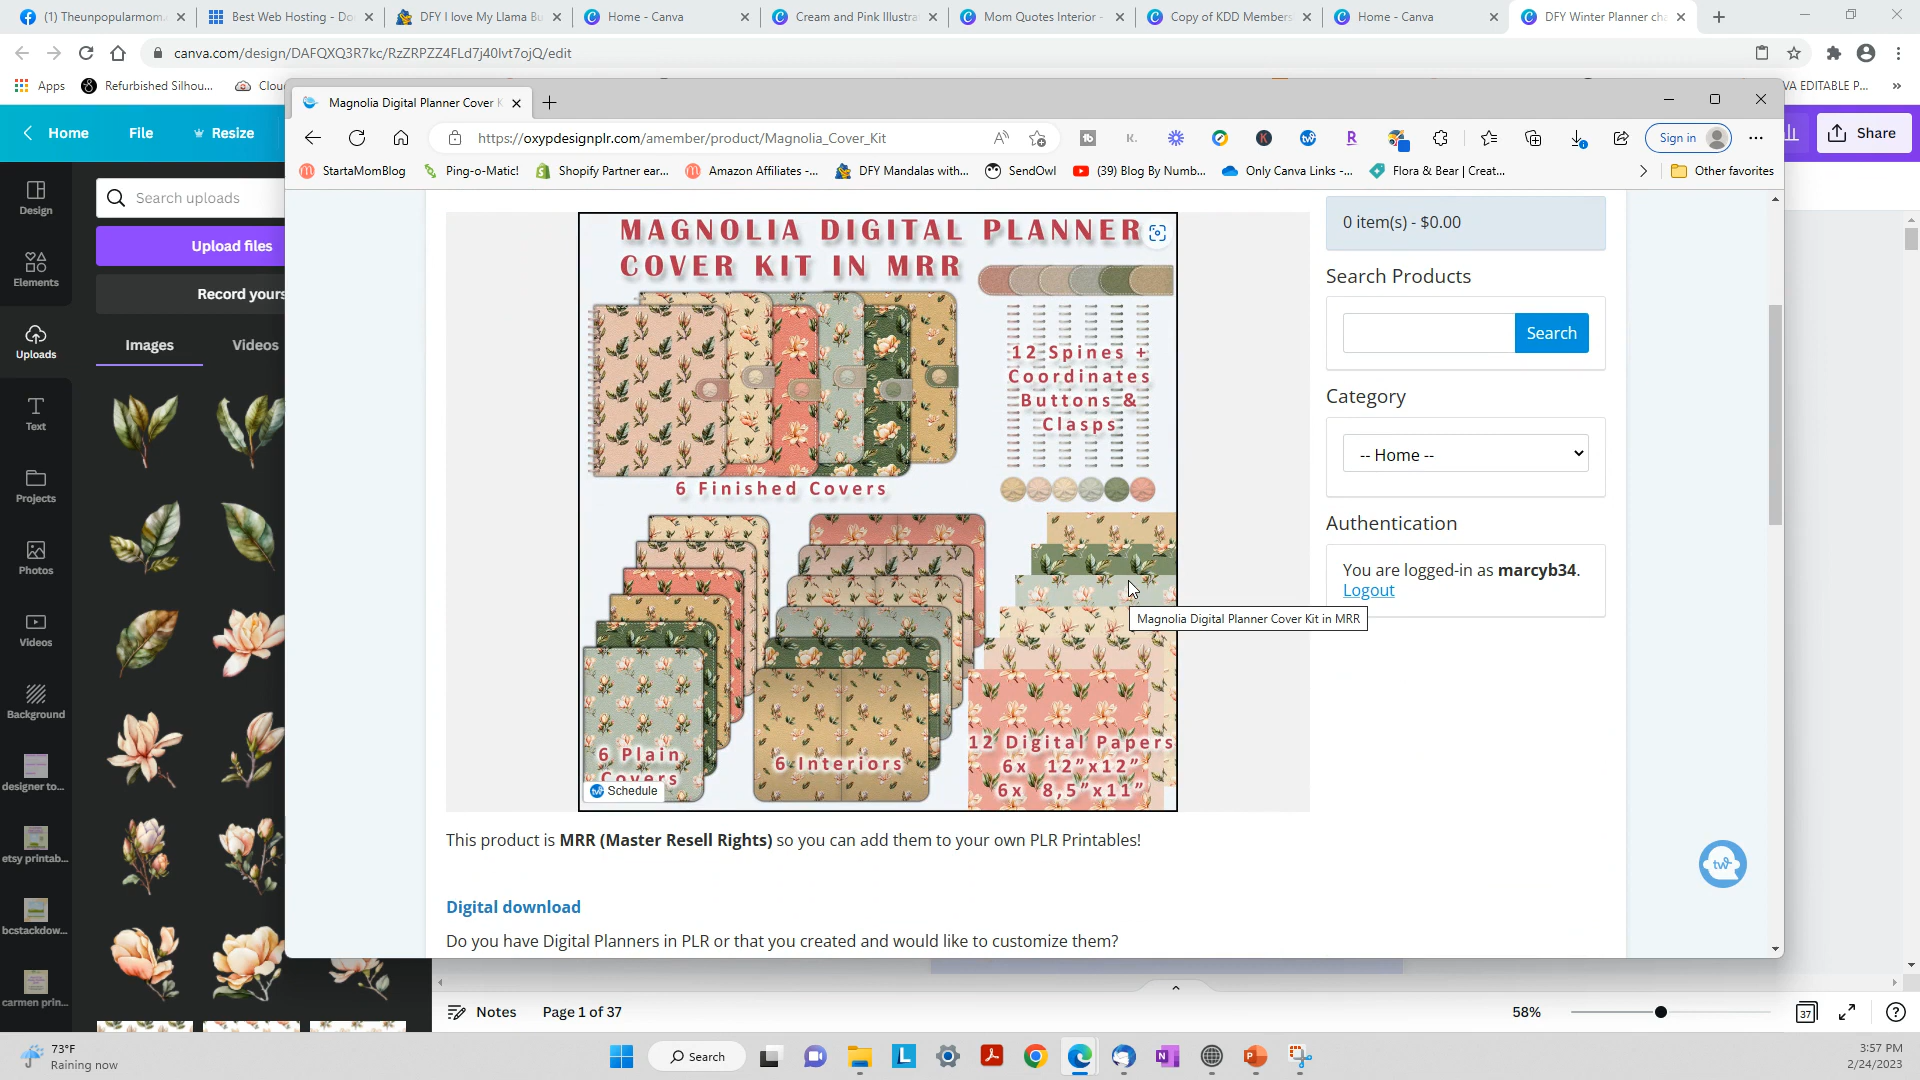 (1) Theunpopularmom.
Best Web Hosting - Do
DFY I love My Llama Bu
Home - Canva
Cream and Pink Illustra
Mom Quotes Interior -
Copy of KDD Members
Home - Canva
DFY Winter Planner cha
canva.com/design/DAFQXQ3R7kc/RzZRPZZ4FLd7j40lvt7ojQ/edit
Apps
Refurbished Silhou...
Clou
VA EDITABLE P...
Home
File
Resize
Share
Magnolia Digital Planner Cover K
https://oxypdesignplr.com/amember/product/Magnolia_Cover_Kit
Sign in
StartaMomBlog
Ping-o-Matic!
Shopify Partner ear...
Amazon Affiliates -...
DFY Mandalas with...
SendOwl
(39) Blog By Numb...
Only Canva Links -...
Flora & Bear | Creat...
Other favorites
Design
Elements
Uploads
Text
Projects
Photos
Videos
Background
designer to...
etsy printab...
bcstackdow...
carmen prin...
Search uploads
Upload files
Record yours
Images
Videos
MAGNOLIA DIGITAL PLANNER
COVER KIT IN MRR
12 Spines +
Coordinates
Buttons &
Clasps
6 Finished Covers
6 Plain
Covers
6 Interiors
12 Digital Papers
6x 12"x12"
6x 8,5"x11"
Schedule
Magnolia Digital Planner Cover Kit in MRR
0 item(s) - $0.00
Search Products
Search
Category
-- Home --
Authentication
You are logged-in as marcyb34.
Logout
This product is MRR (Master Resell Rights) so you can add them to your own PLR Printables!
Digital download
Do you have Digital Planners in PLR or that you created and would like to customize them?
Notes
Page 1 of 37
58%
37
73°F
Raining now
Search
3:57 PM
2/24/2023